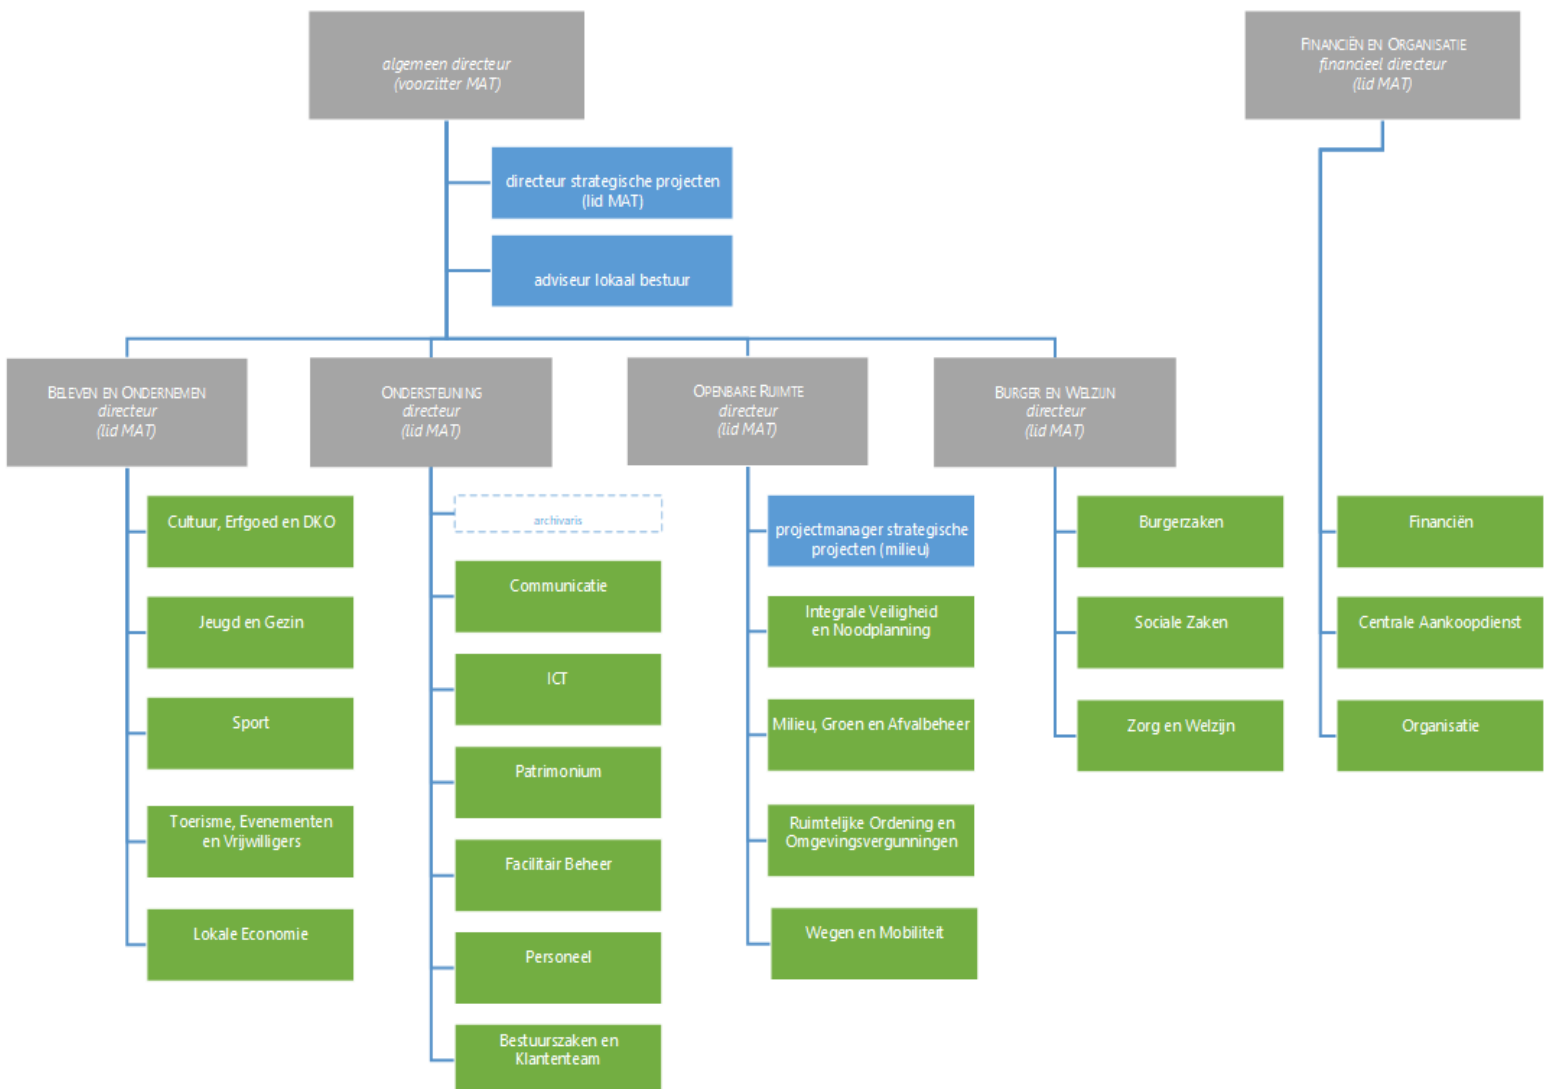 algemeen directeur
(voorzitter MAT)
FINANCIËN EN ORGANISATIE
financieel directeur
(lid MAT)
directeur strategische projecten
(lid MAT)
adviseur lokaal bestuur
BELEVEN EN ONDERNEMEN
directeur
(lid MAT)
ONDERSTEUNING
directeur
(lid MAT)
OPENBARE RUIMTE
directeur
(lid MAT)
BURGER EN WELZIJN
directeur
(lid MAT)
Cultuur, Erfgoed en DKO
Jeugd en Gezin
Sport
Toerisme, Evenementen
en Vrijwilligers
Lokale Economie
archivaris
Communicatie
ICT
Patrimonium
Facilitair Beheer
Personeel
Bestuurszaken en
Klantenteam
projectmanager strategische
projecten (milieu)
Integrale Veiligheid
en Noodplanning
Milieu, Groen en Afvalbeheer
Ruimtelijke Ordening en
Omgevingsvergunningen
Wegen en Mobiliteit
Burgerzaken
Sociale Zaken
Zorg en Welzijn
Financiën
Centrale Aankoopdienst
Organisatie